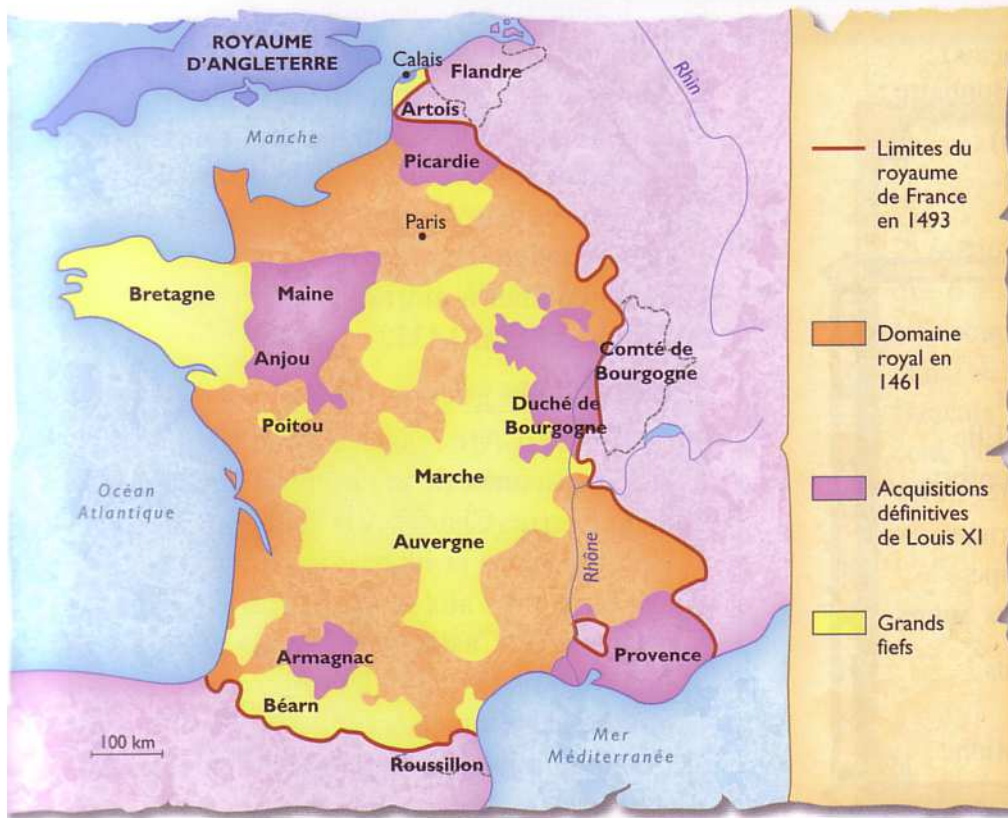 ROYAUME
D'ANGLETERRE
Calais
Flandre
Rhin
Artois
Manche
Picardie
Paris
Bretagne
Maine
Anjou
Comté de
Bourgogne
Duché de
Bourgogne
Poitou
Marche
Océan
Atlantique
Auvergne
Rhône
Armagnac
Provence
Béarn
100 km
Mer
Méditerranée
Roussillon
Limites du
royaume
de France
en 1493
Domaine
royal en
1461
Acquisitions
définitives
de Louis XI
Grands
fiefs